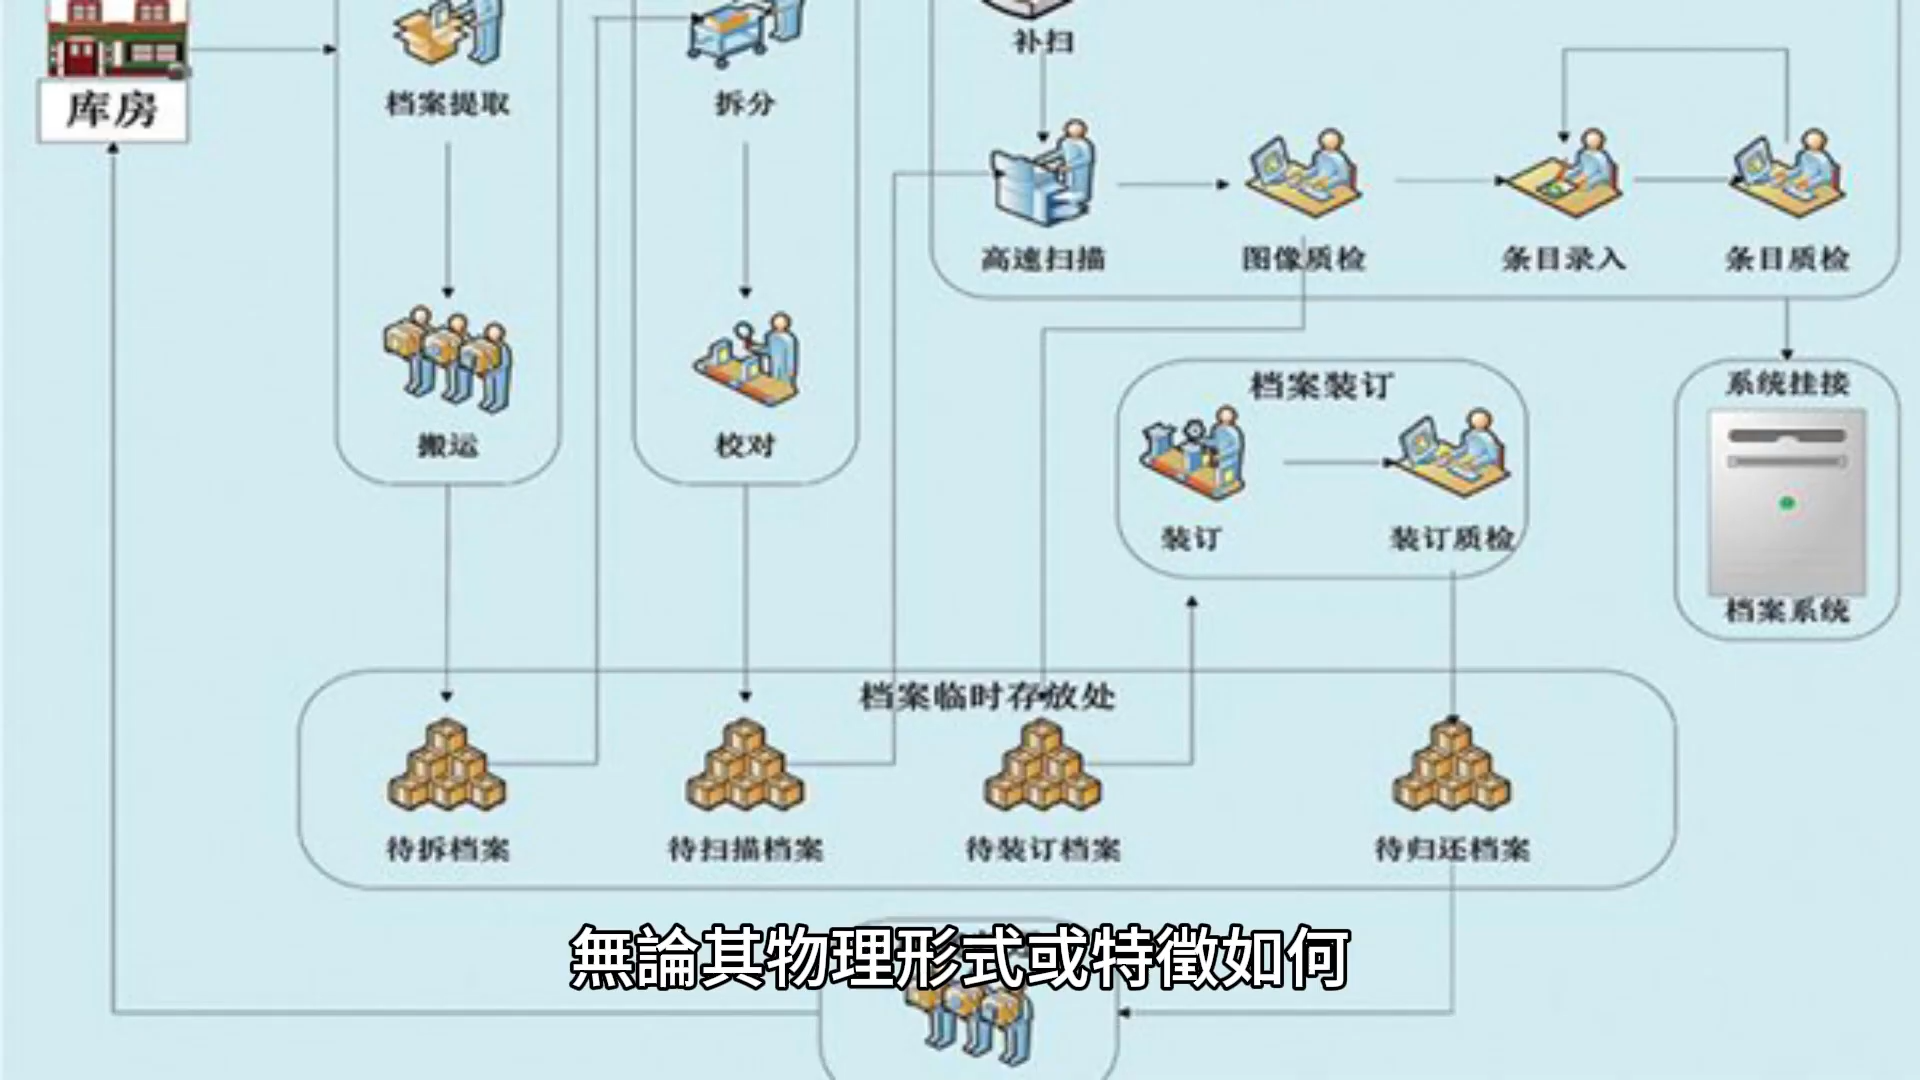 补扫
库房
档案提取
拆分
高速扫描
图像质检
条目录入
条目质检
搬运
校对
档案装订
装订
装订质检
系统挂接
档案系统
档案临时存放处
待拆档案
待扫描档案
待装订档案
待归还档案
無論其物理形式或特徵如何